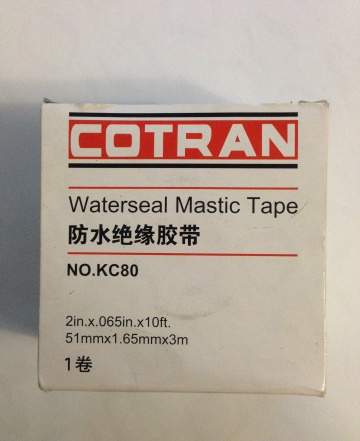 COTRAN
Waterseal Mastic Tape
防水绝缘胶带
NO.KC80
2in.x.065in.x10ft.
51mmx1.65mmx3m
1卷